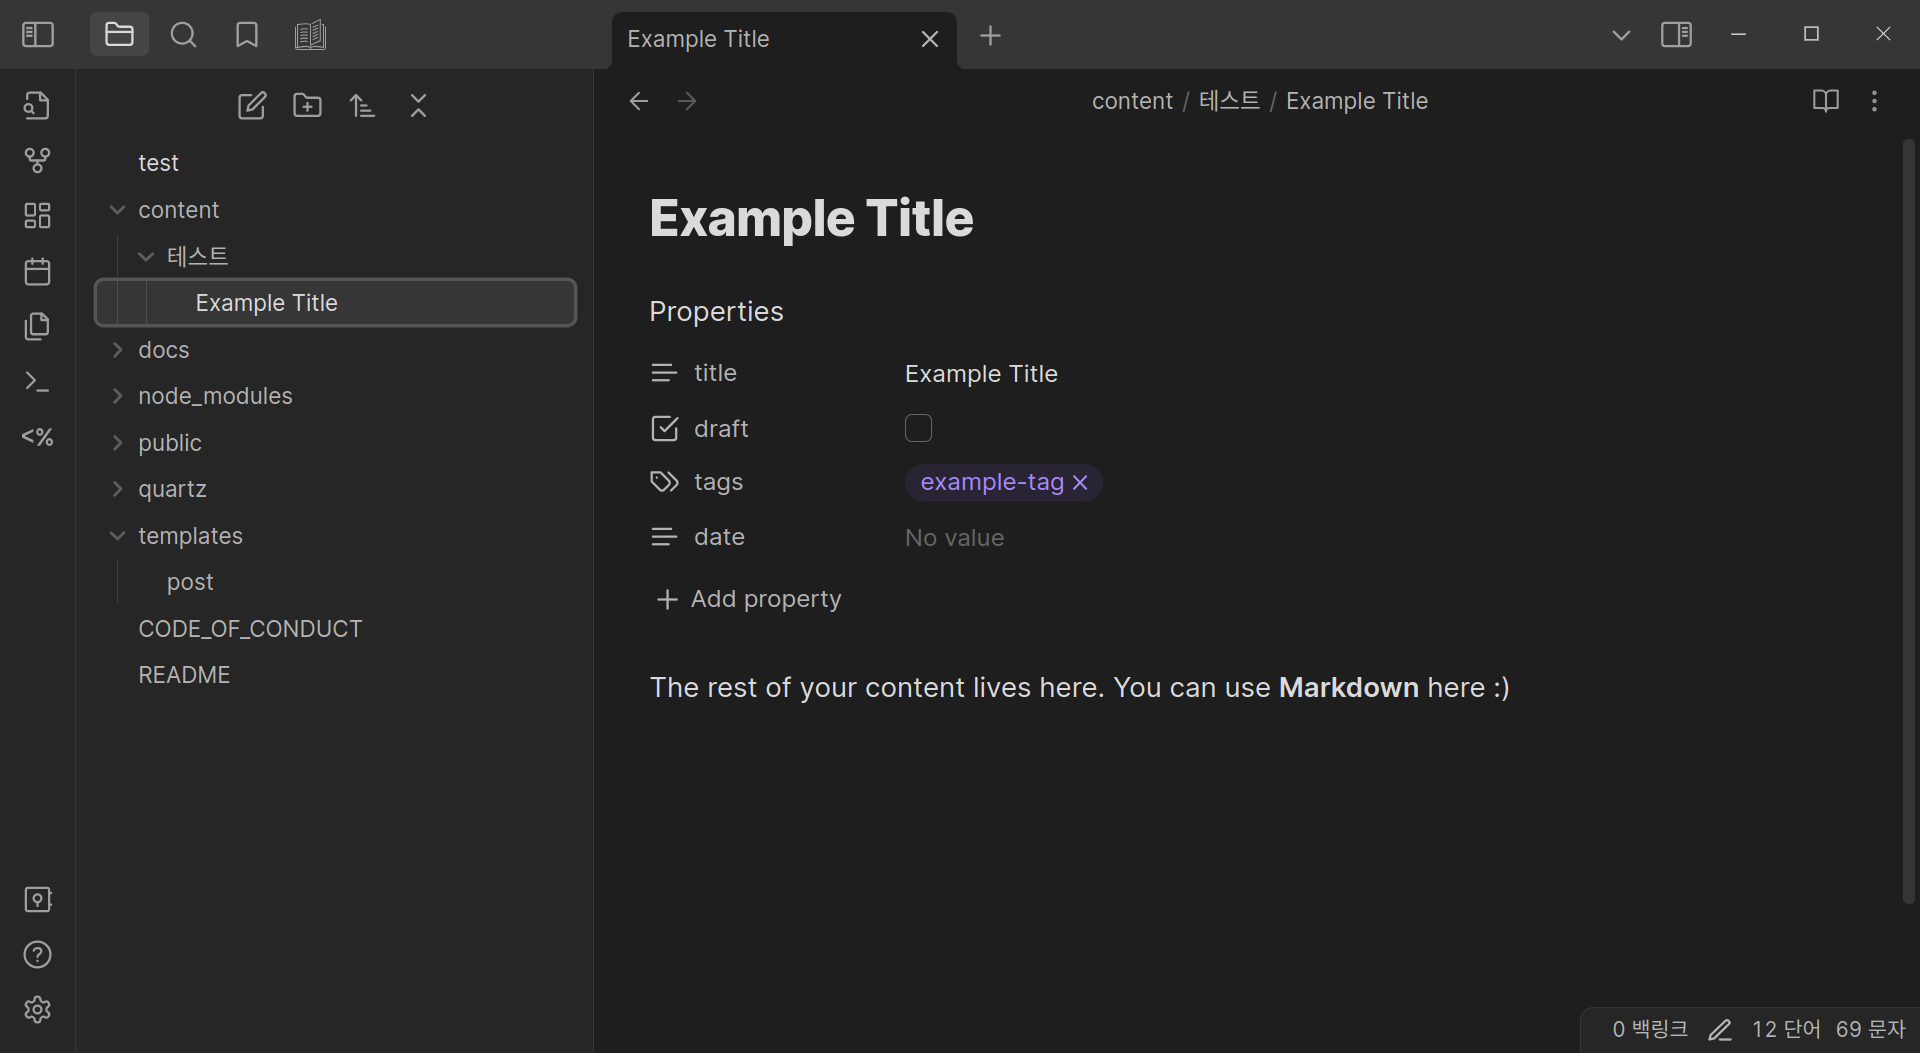 Example Title
<%
test
content
테스트
Example Title
docs
node_modules
public
quartz
templates
post
CODE_OF_CONDUCT
README
content / 테스트 / Example Title
Example Title
Properties
title Example Title
draft
tags example-tag
date No value
Add property
The rest of your content lives here. You can use Markdown here :)
0 백링크 12 단어 69 문자